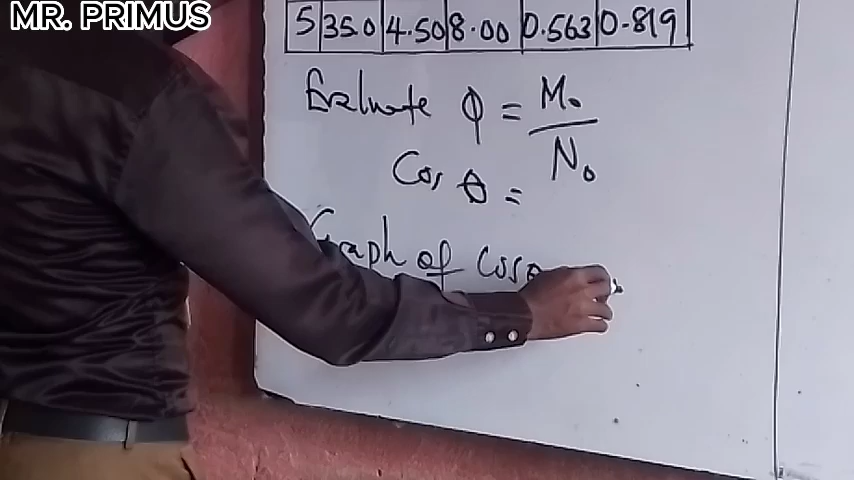 MR. PRIMUS
5 35.0 4.50 8.00 0.563 0.819
Evaluate ϕ = M₀
N₀
Cos θ =
Graph of Cosθ